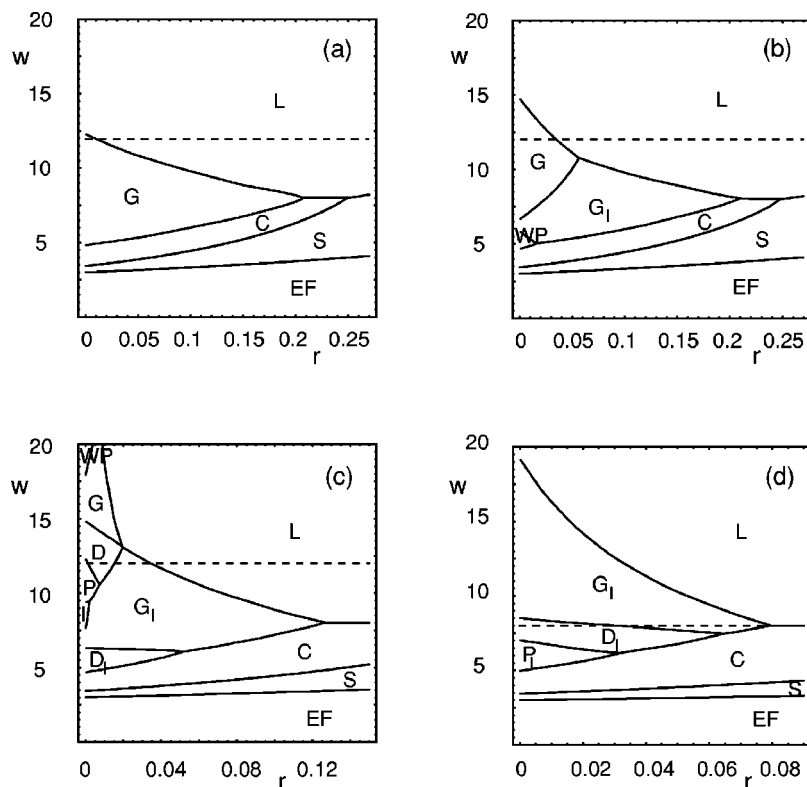 20
w
(a)
15
L
10
G
C
5
S
EF
0 0.05 0.1 0.15 0.2 0.25
r
20
w
(b)
15
L
10
G
G_I
C
WP
5
S
EF
0 0.05 0.1 0.15 0.2 0.25
r
20
WP
w
(c)
G
15
L
D
10
P
I
G_I
D_I
5
C
S
EF
0 0.04 0.08 0.12
r
20
w
(d)
15
L
10
G_I
D_I
P_I
5
C
S
EF
0 0.02 0.04 0.06 0.08
r